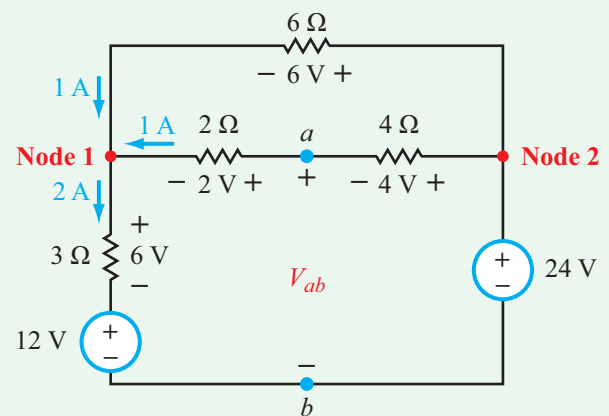 6 Ω
− 6 V +
1 A
1 A
2 Ω
a
4 Ω
Node 1
Node 2
− 2 V +
+
− 4 V +
2 A
+
3 Ω
6 V
−
V_ab
+
−
24 V
12 V
+
−
−
b